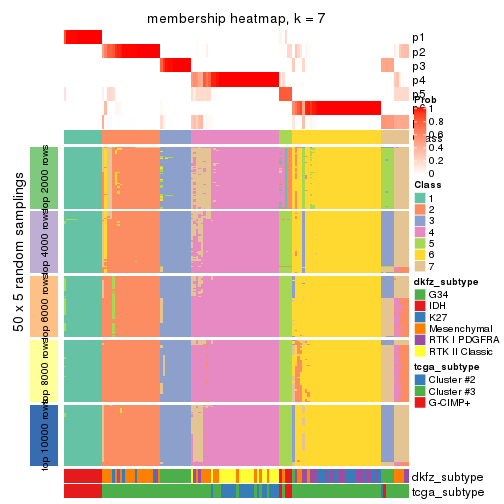 membership heatmap, k = 7
p1
p2
p3
p4
p5
p7
Prob
1
0.8
0.6
0.4
0.2
0
Class
Class
1
2
3
4
5
6
7
dkfz_subtype
G34
IDH
K27
Mesenchymal
RTK I PDGFRA
RTK II Classic
tcga_subtype
Cluster #2
Cluster #3
G-CIMP+
50 x 5 random samplings
top 2000 rows
top 4000 rows
top 6000 rows
top 8000 rows
top 10000 rows
dkfz_subtype
tcga_subtype